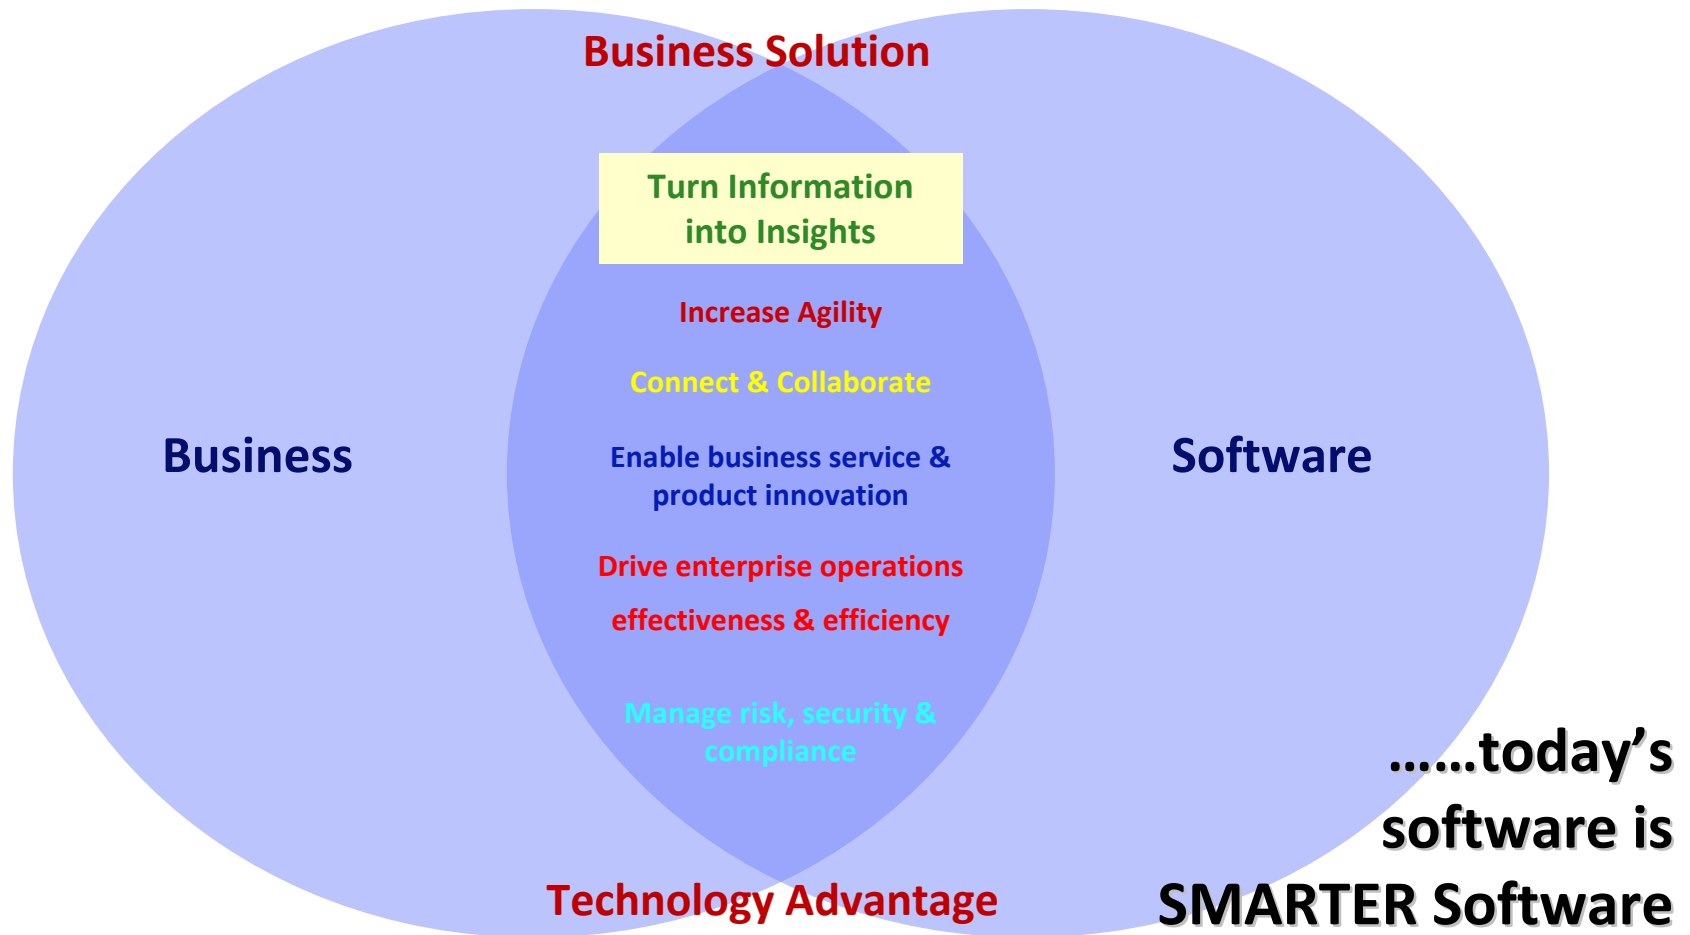 Business Solution
Turn Information
into Insights
Increase Agility
Connect & Collaborate
Business
Software
Enable business service &
product innovation
Drive enterprise operations
effectiveness & efficiency
Manage risk, security &
compliance
……today’s
software is
SMARTER Software
Technology Advantage